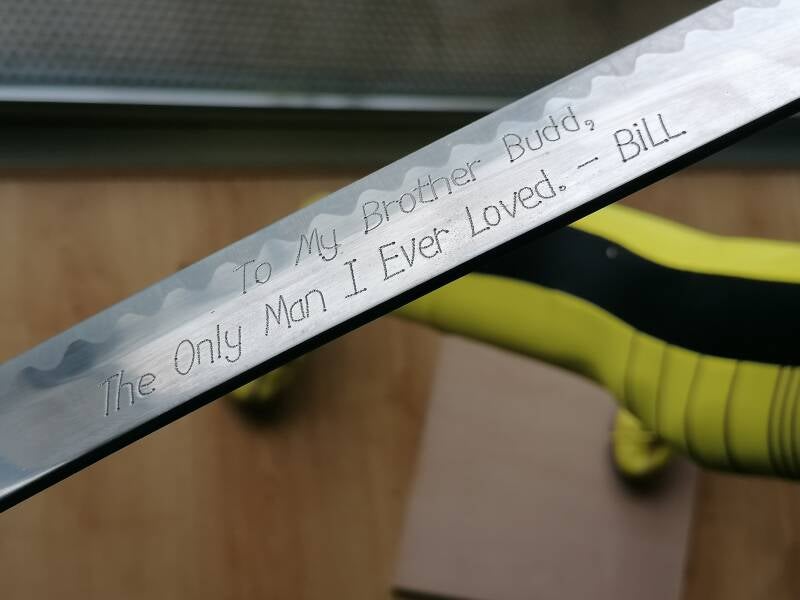 To My Brother Budd,
The Only Man I Ever Loved. – BiLL